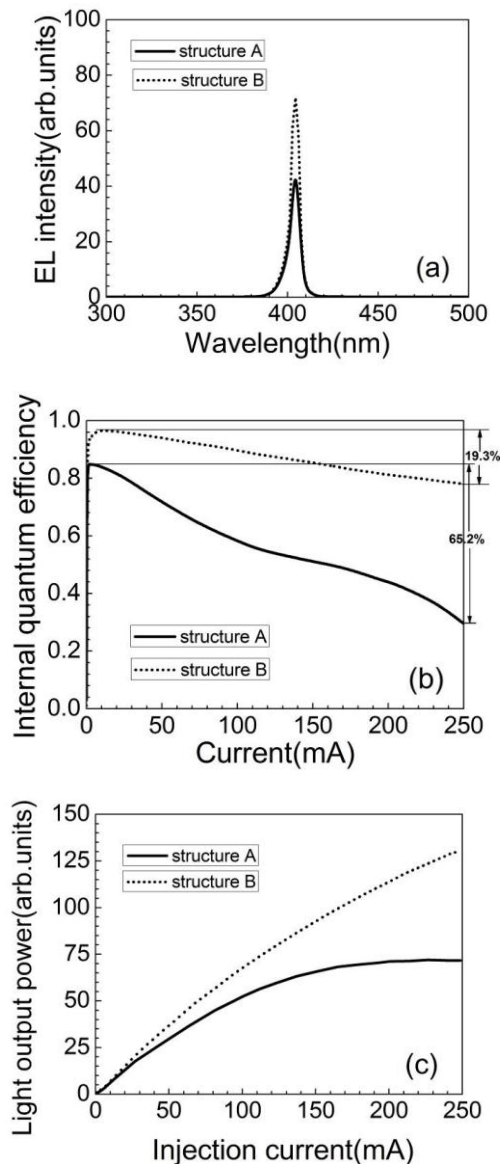 100
80
60
40
20
0
EL intensity(arb.units)
structure A
structure B
(a)
300 350 400 450 500
Wavelength(nm)
1.0
0.8
0.6
0.4
0.2
0.0
Internal quantum efficiency
19.3%
65.2%
structure A
structure B
(b)
0 50 100 150 200 250
Current(mA)
150
125
100
75
50
25
0
Light output power(arb.units)
structure A
structure B
(c)
0 50 100 150 200 250
Injection current(mA)